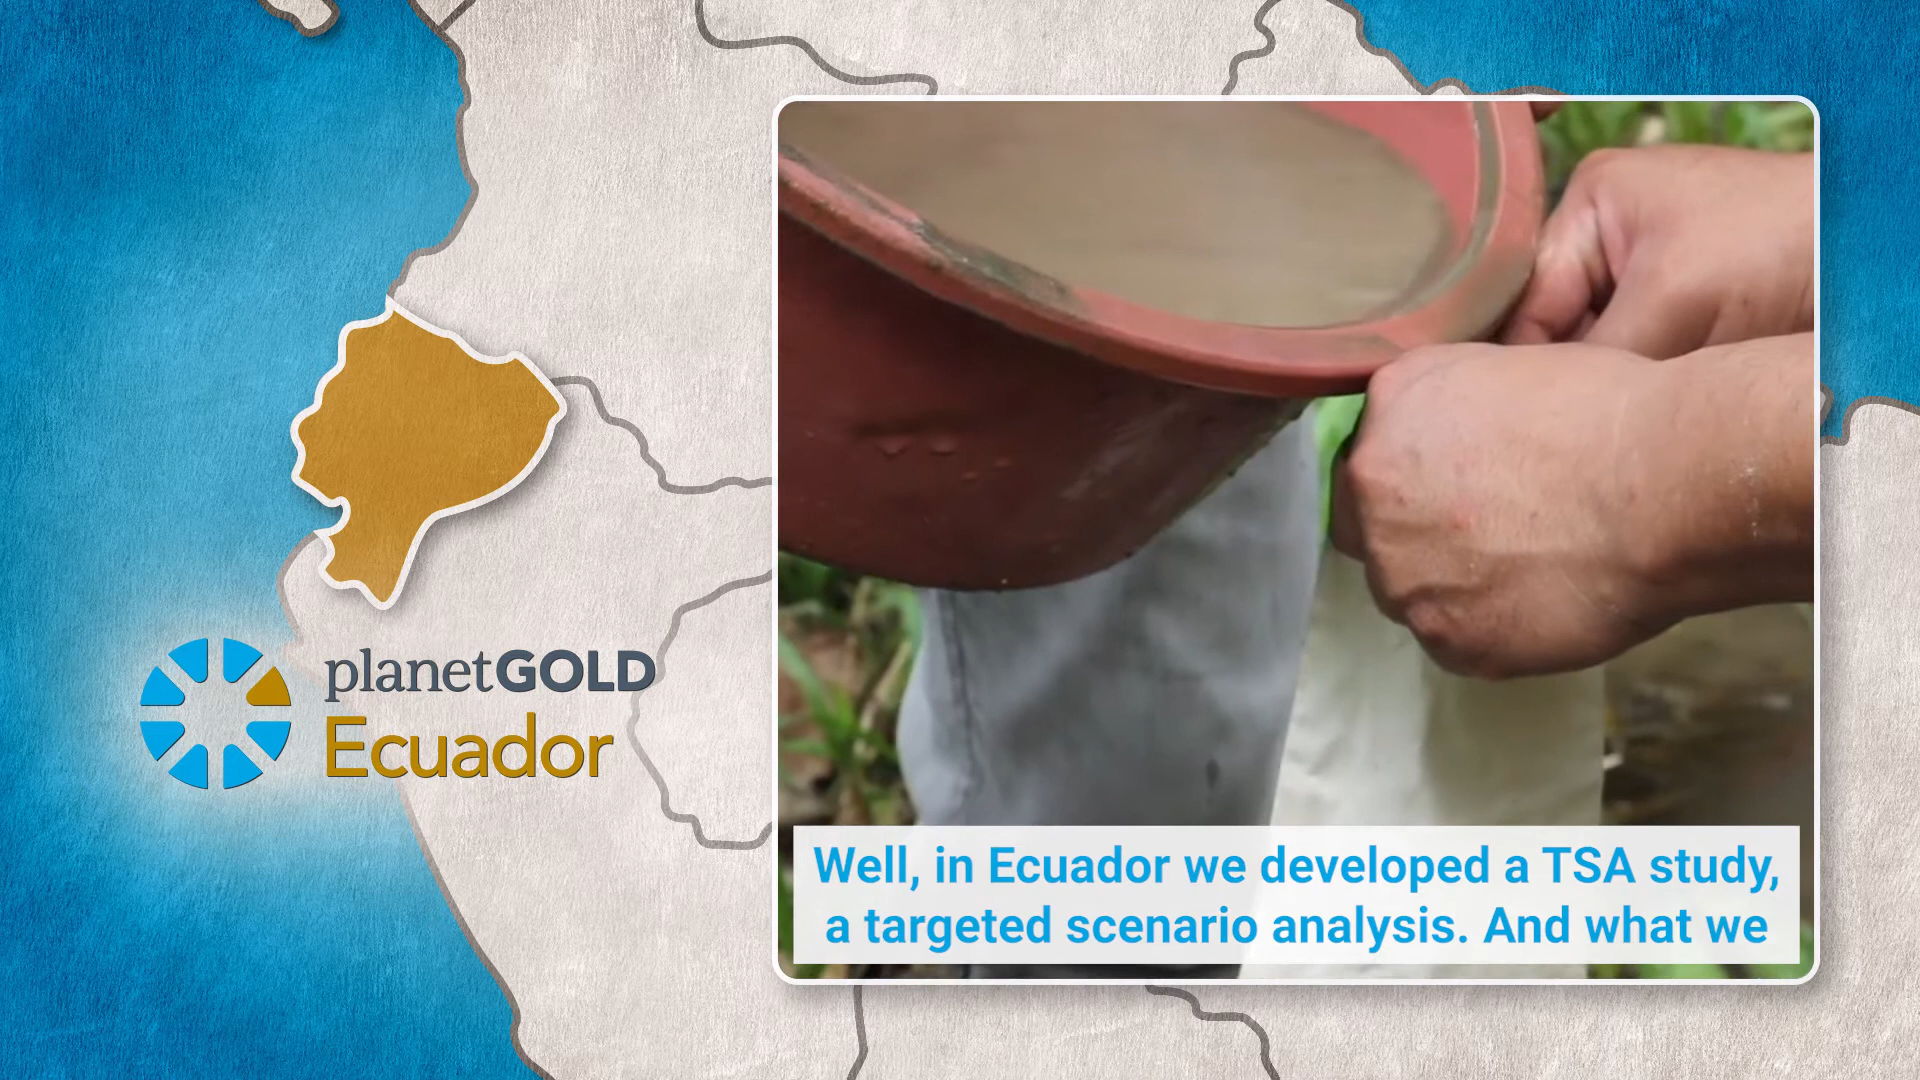 planetGOLD
Ecuador
Well, in Ecuador we developed a TSA study,
a targeted scenario analysis. And what we